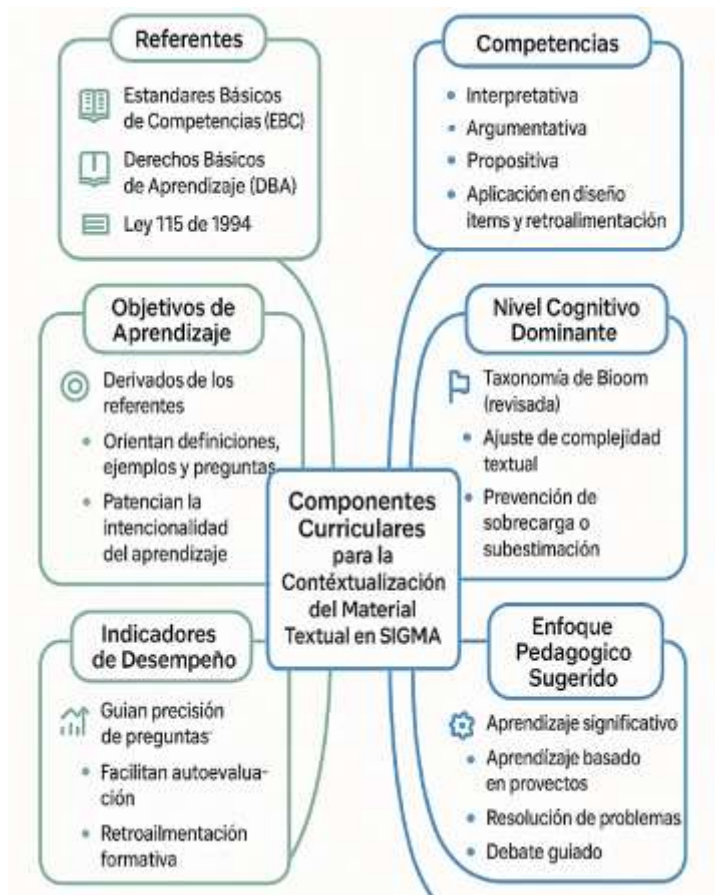 Referentes
Estandares Básicos
de Competencias (EBC)
Derechos Básicos
de Aprendizaje (DBA)
Ley 115 de 1994
Competencias
Interpretativa
Argumentativa
Propositiva
Aplicación en diseño
items y retroalimentación
Objetivos de
Aprendizaje
Derivados de los
referentes
Orientan definiciones,
ejemplos y preguntas
Patencian la
intencionalidad
del aprendizaje
Nivel Cognitivo
Dominante
Taxonomía de Bioom
(revisada)
Ajuste de complejidad
textual
Prevención de
sobrecarga o
subestimación
Componentes
Curriculares
para la
Contéxtualización
del Material
Textual en SIGMA
Indicadores
de Desempeño
Guian precisión
de preguntas
Facilitan autoevalua-
ción
Retroailmentación
formativa
Enfoque
Pedagogico
Sugerido
Aprendizaje significativo
Aprendízaje basado
en provectos
Resolución de problemas
Debate guiado